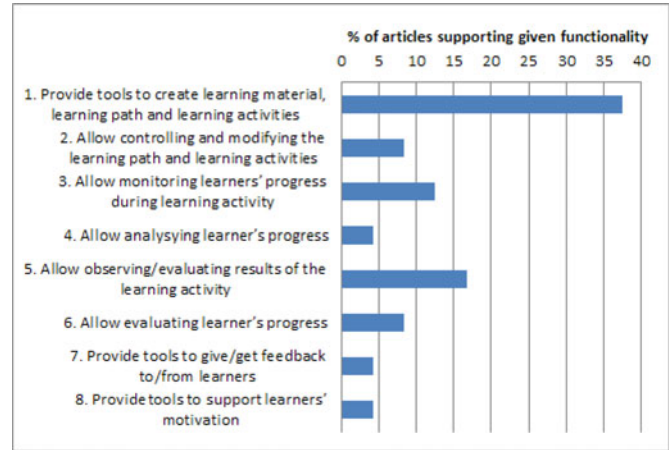 % of articles supporting given functionality
0 5 10 15 20 25 30 35 40
1. Provide tools to create learning material,
learning path and learning activities
2. Allow controlling and modifying the
learning path and learning activities
3. Allow monitoring learners' progress
during learning activity
4. Allow analysying learner's progress
5. Allow observing/evaluating results of the
learning activity
6. Allow evaluating learner's progress
7. Provide tools to give/get feedback
to/from learners
8. Provide tools to support learners'
motivation